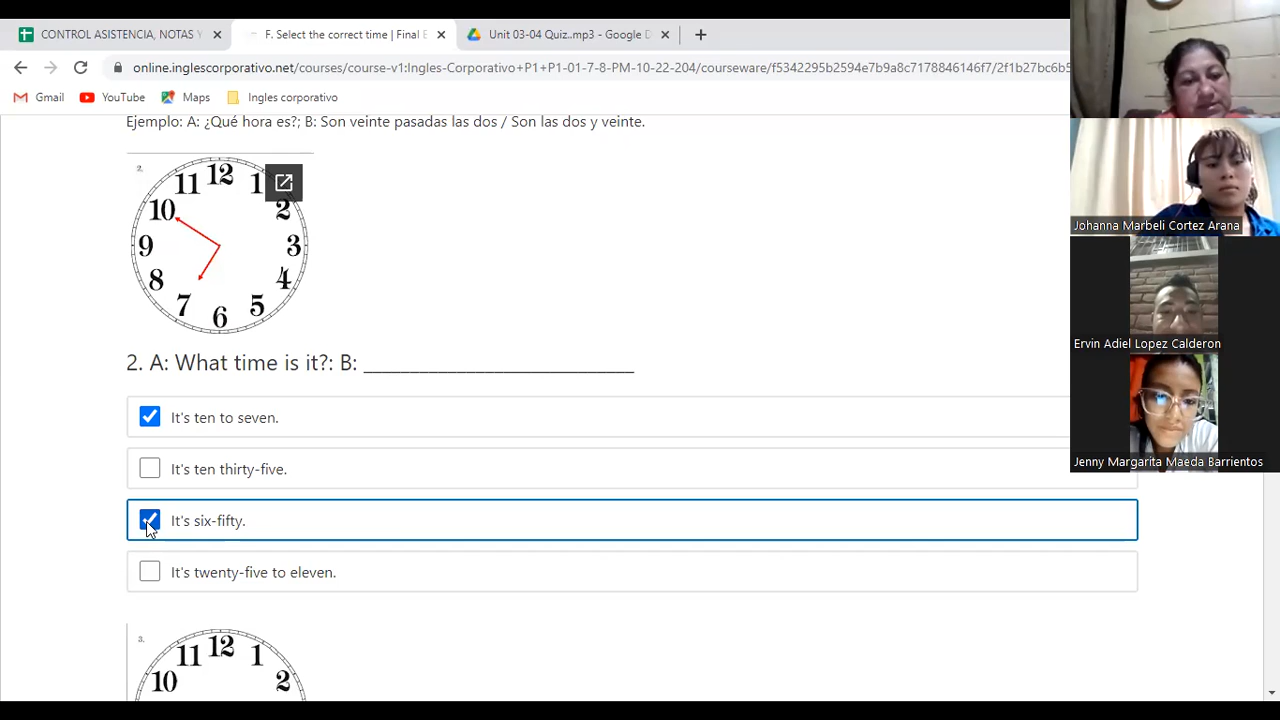 CONTROL ASISTENCIA, NOTAS Y
F. Select the correct time | Final E
Unit 03-04 Quiz..mp3 - Google D
online.inglescorporativo.net/courses/course-v1:Ingles-Corporativo+P1+P1-01-7-8-PM-10-22-204/courseware/f5342295b2594e7b9a8c7178846146f7/2f1b27bc6b5
Gmail
YouTube
Maps
Ingles corporativo
Ejemplo: A: ¿Qué hora es?; B: Son veinte pasadas las dos / Son las dos y veinte.
2.
12
11 1
10 2
9 3
8 4
7 5
6
2. A: What time is it?: B: ___________________________
It's ten to seven.
It's ten thirty-five.
It's six-fifty.
It's twenty-five to eleven.
3.
12
11 1
10 2
Johanna Marbeli Cortez Arana
Ervin Adiel Lopez Calderon
Jenny Margarita Maeda Barrientos